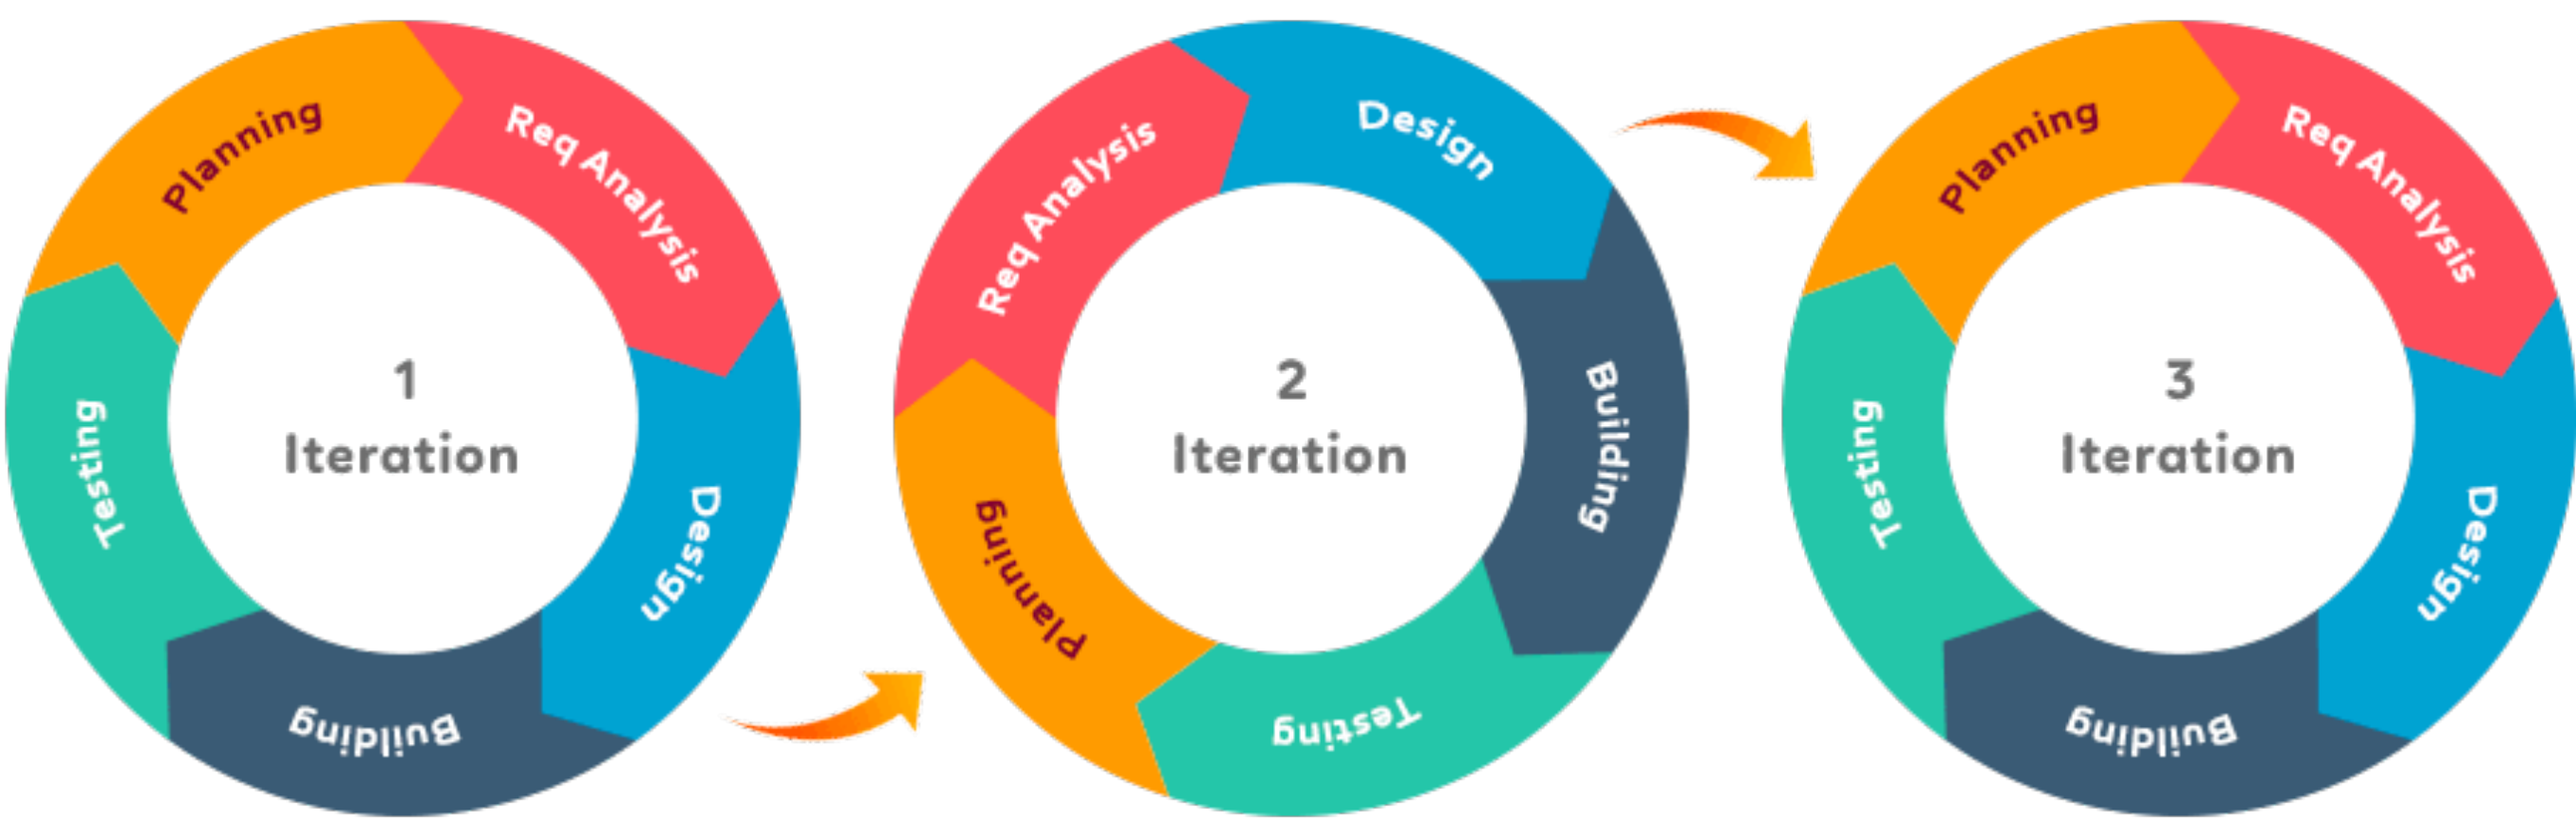 Planning
Req Analysis
Design
Building
Testing
1
Iteration
Planning
Req Analysis
Design
Building
Testing
2
Iteration
Planning
Req Analysis
Design
Building
Testing
3
Iteration